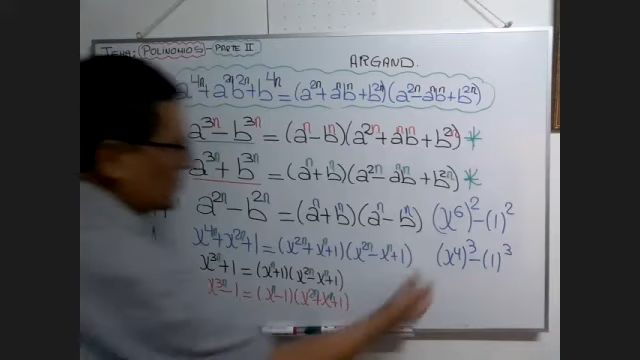 TEMA: POLINOMIOS - PARTE II
ARGAND.
a^{4n}+a^{2n}b^{2n}+b^{4n}=(a^{2n}+a^{n}b^{n}+b^{2n})(a^{2n}-a^{n}b^{n}+b^{2n})
a^{3n}-b^{3n}=(a^{n}-b^{n})(a^{2n}+a^{n}b^{n}+b^{2n})*
a^{3n}+b^{3n}=(a^{n}+b^{n})(a^{2n}-a^{n}b^{n}+b^{2n})*
a^{2n}-b^{2n}=(a^{n}+b^{n})(a^{n}-b^{n}) (x^{6})^{2}-(1)^{2}
x^{4n}+x^{2n}+1=(x^{2n}+x^{n}+1)(x^{2n}-x^{n}+1) (x^{4})^{3}-(1)^{3}
x^{3n}+1=(x^{n}+1)(x^{2n}-x^{n}+1)
x^{3n}-1=(x^{n}-1)(x^{2n}+x^{n}+1)